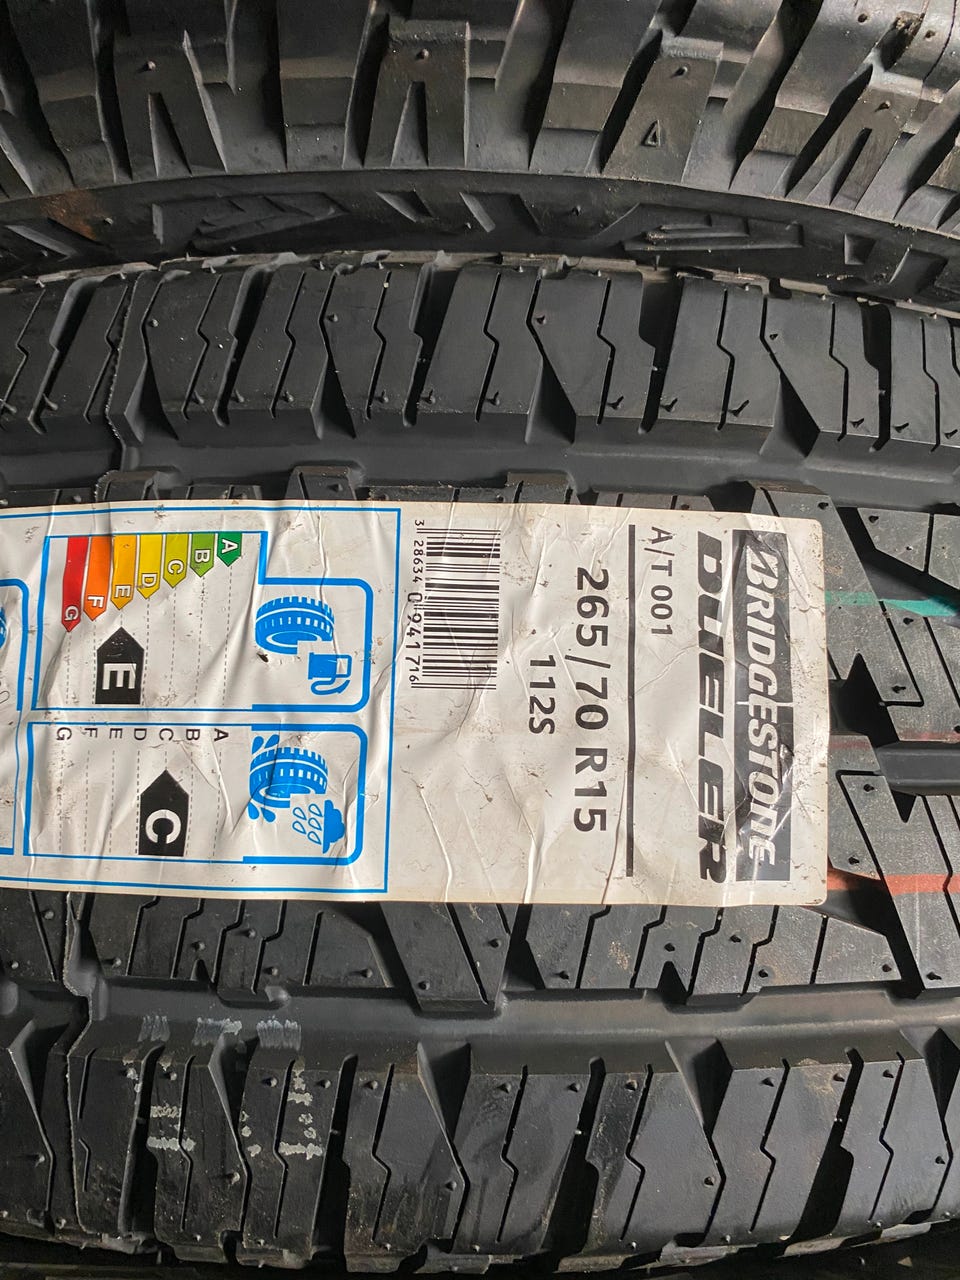 BRIDGESTONE
DUELER
A/T 001
265/70 R15
112S
3 286340 941716
A
B
C
D
E
F
G
E
A
B
C
D
E
F
G
C